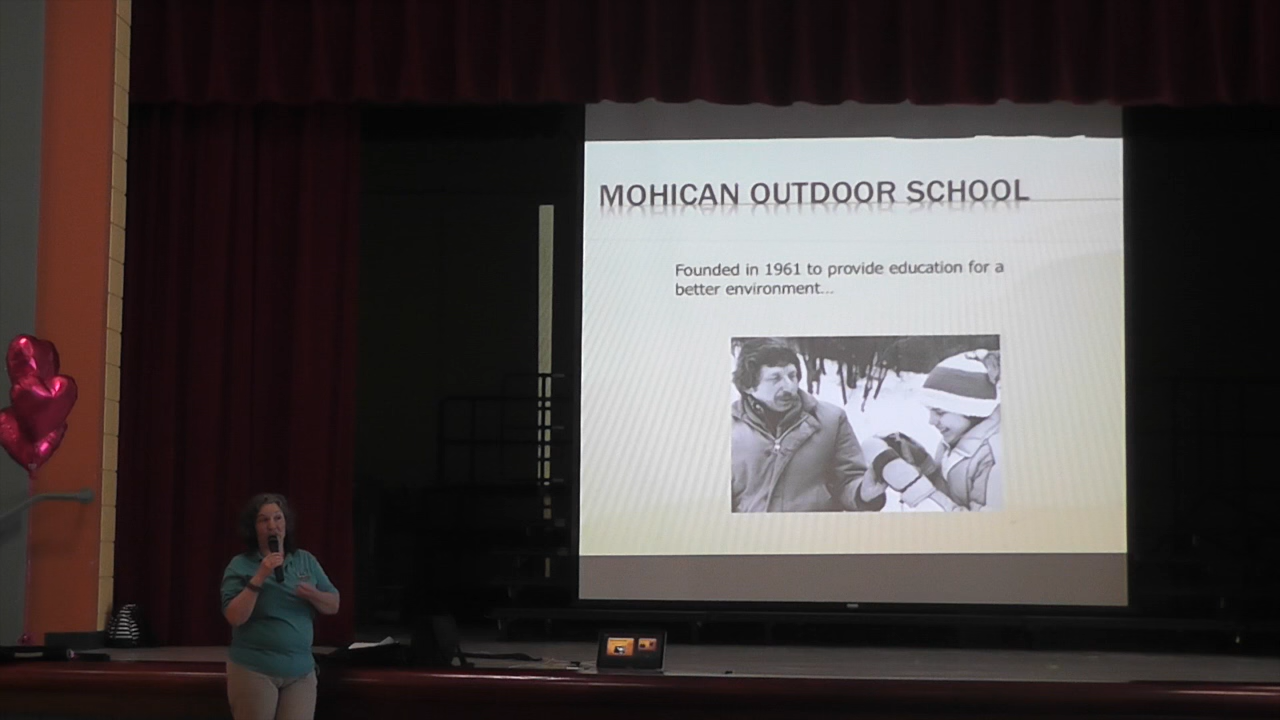 MOHICAN OUTDOOR SCHOOL
Founded in 1961 to provide education for a
better environment...